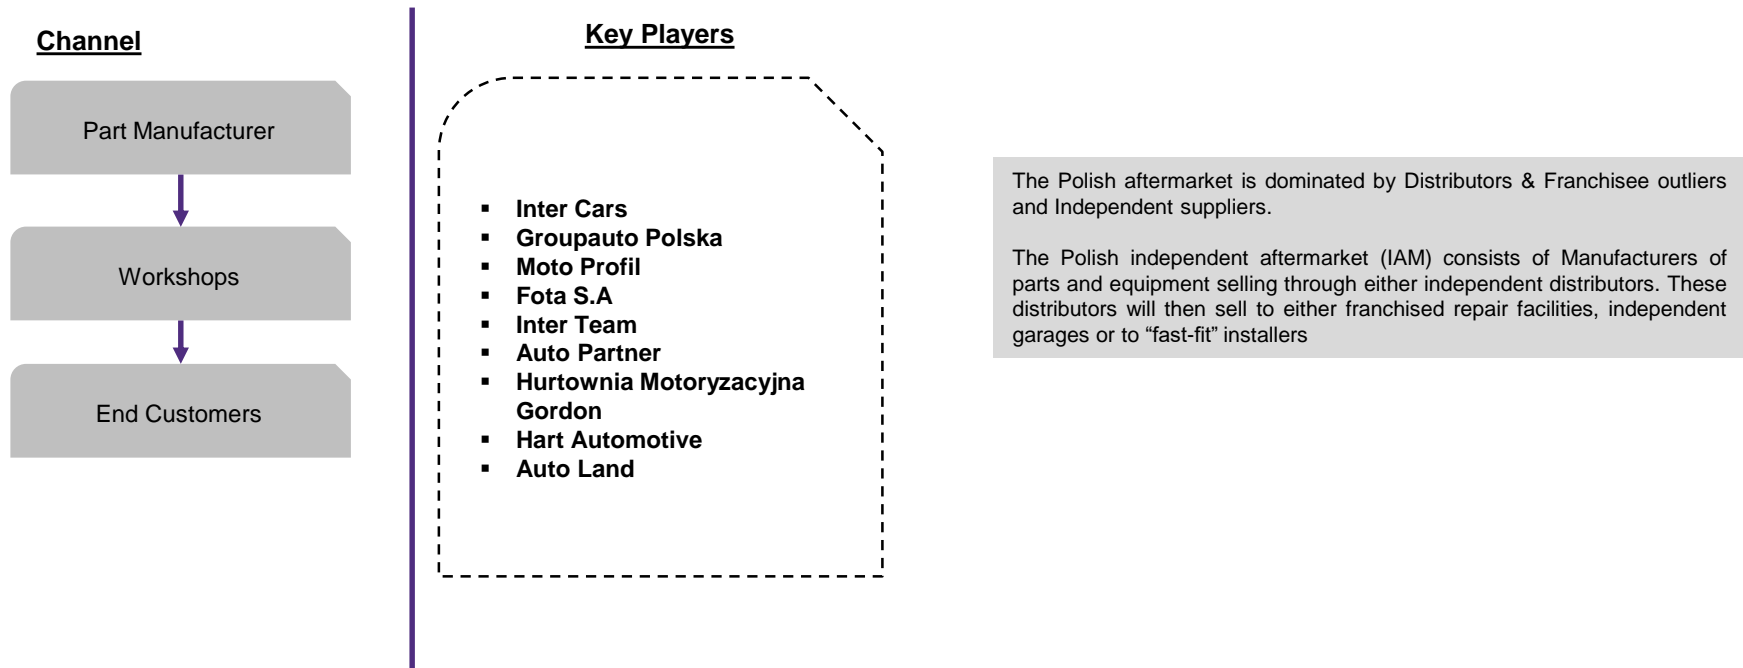 Channel
Part Manufacturer
Workshops
End Customers
Key Players
▪ Inter Cars
▪ Groupauto Polska
▪ Moto Profil
▪ Fota S.A
▪ Inter Team
▪ Auto Partner
▪ Hurtownia Motoryzacyjna
Gordon
▪ Hart Automotive
▪ Auto Land
The Polish aftermarket is dominated by Distributors & Franchisee outliers
and Independent suppliers.
The Polish independent aftermarket (IAM) consists of Manufacturers of
parts and equipment selling through either independent distributors. These
distributors will then sell to either franchised repair facilities, independent
garages or to “fast-fit” installers